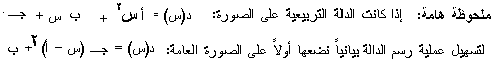 ملحوظة هامة: إذا كانت الدالة التربيعية على الصورة: د(س) = أ س٢ + ب س + جـ
لتسهيل عملية رسم الدالة بيانياً نضعها أولاً على الصورة العامة: د(س) = جـ (س – أ)٢ + ب